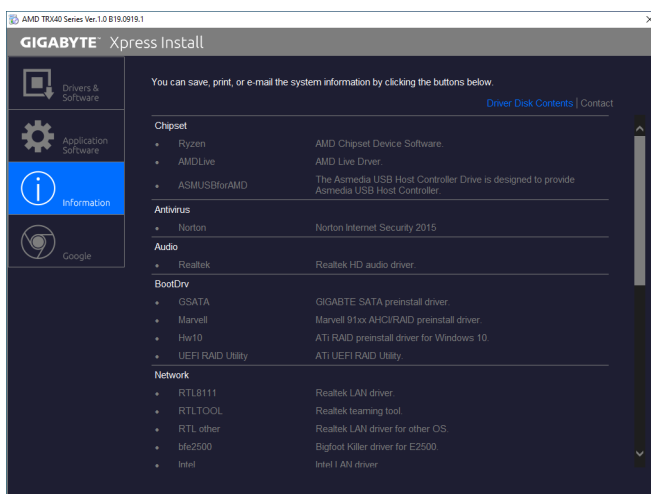 AMD TRX40 Series Ver.1.0 B19.0919.1
GIGABYTE™ Xpress Install
Drivers &
Software
Application
Software
Information
Google
You can save, print, or e-mail the system information by clicking the buttons below.
Driver Disk Contents | Contact
Chipset
• Ryzen AMD Chipset Device Software.
• AMDLive AMD Live Drver.
• ASMUSBforAMD The Asmedia USB Host Controller Drive is designed to provide
Asmedia USB Host Controller.
Antivirus
• Norton Norton Internet Security 2015
Audio
• Realtek Realtek HD audio driver.
BootDrv
• GSATA GIGABTE SATA preinstall driver.
• Marvell Marvell 91xx AHCI/RAID preinstall driver.
• Hw10 ATi RAID preinstall driver for Windows 10.
• UEFI RAID Utility ATi UEFI RAID Utility.
Network
• RTL8111 Realtek LAN driver.
• RTLTOOL Realtek teaming tool.
• RTL other Realtek LAN driver for other OS.
• bfe2500 Bigfoot Killer driver for E2500.
• Intel Intel LAN driver